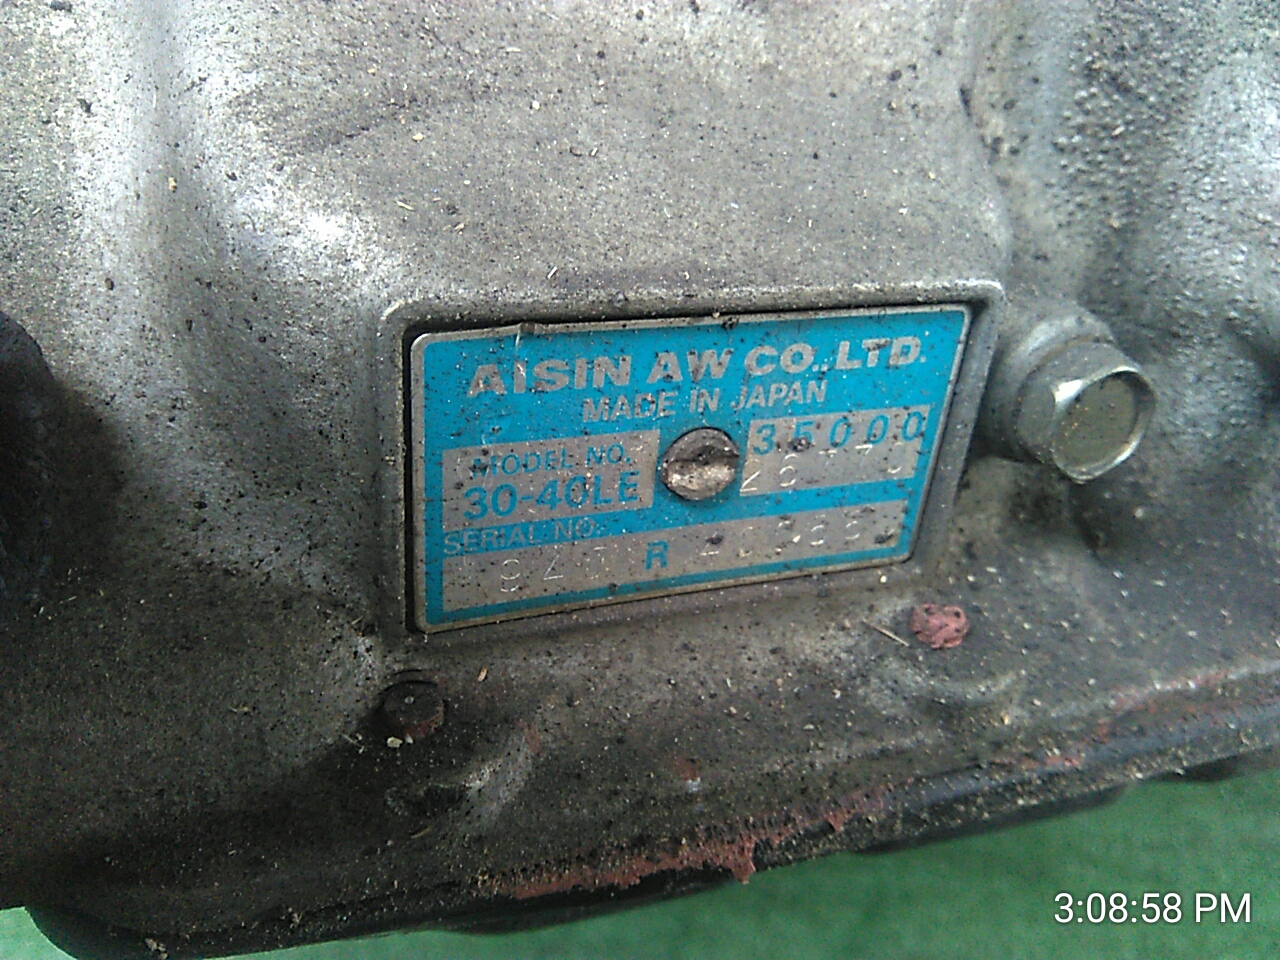 AISIN AW CO.,LTD.
MADE IN JAPAN
MODEL NO. 35000
30-40LE
SERIAL NO.
R
3:08:58 PM